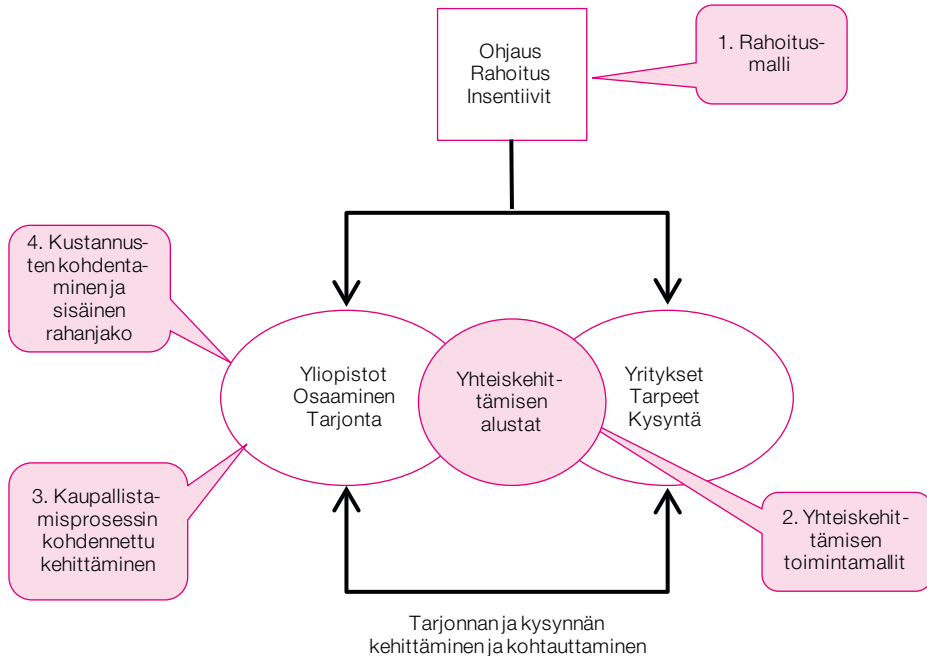 Ohjaus
Rahoitus
Insentiivit
1. Rahoitus-
malli
4. Kustannus-
ten kohdenta-
minen ja
sisäinen
rahanjako
Yliopistot
Osaaminen
Tarjonta
Yhteiskehit-
tämisen
alustat
Yritykset
Tarpeet
Kysyntä
3. Kaupallista-
misprosessin
kohdennettu
kehittäminen
2. Yhteiskehit-
tämisen
toimintamallit
Tarjonnan ja kysynnän
kehittäminen ja kohtauttaminen